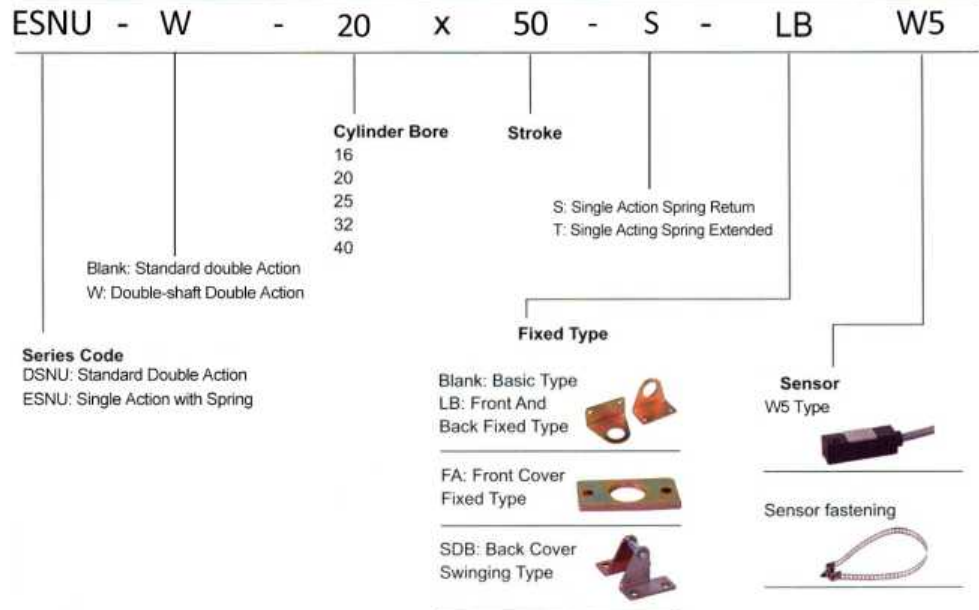 ESNU - W - 20 x 50 - S - LB W5
Cylinder Bore
16
20
25
32
40
Stroke
S: Single Action Spring Return
T: Single Acting Spring Extended
Blank: Standard double Action
W: Double-shaft Double Action
Series Code
DSNU: Standard Double Action
ESNU: Single Action with Spring
Fixed Type
Blank: Basic Type
LB: Front And
Back Fixed Type
FA: Front Cover
Fixed Type
SDB: Back Cover
Swinging Type
Sensor
W5 Type
Sensor fastening